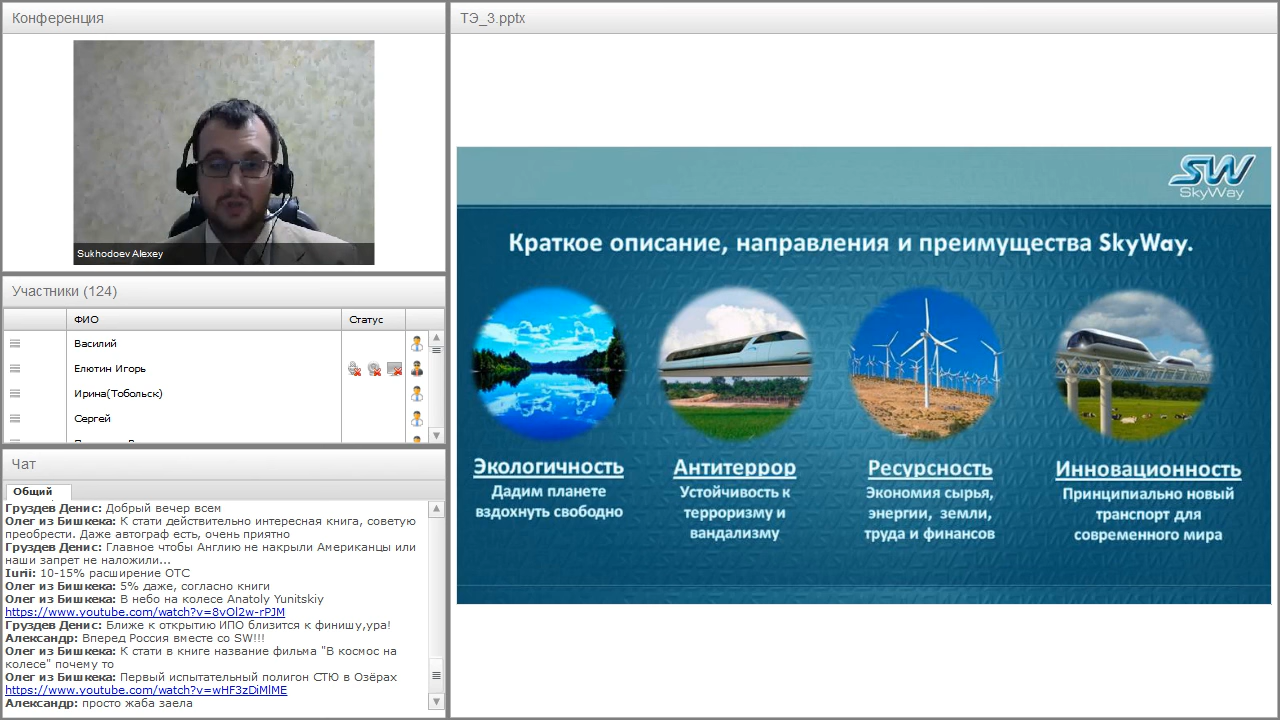 Конференция
Sukhodoev Alexey
Участники (124)
ФИО
Статус
Василий
Елютин Игорь
Ирина(Тобольск)
Сергей
Чат
Общий
Груздев Денис: Добрый вечер всем
Олег из Бишкека: К стати действительно интересная книга, советую
приобрести. Даже автограф есть, очень приятно
Груздев Денис: Главное чтобы Англию не накрыли Американцы или
наши запрет не наложили...
Iurii: 10-15% расширение ОТС
Олег из Бишкека: 5% даже, согласно книги
Олег из Бишкека: В небо на колесе Anatoly Yunitskiy
https://www.youtube.com/watch?v=8vOl2w-rPJM
Груздев Денис: Ближе к открытию ИПО близится к финишу,ура!
Александр: Вперед Россия вместе со SW!!!
Олег из Бишкека: К стати в книге название фильма "В космос на
колесе" почему то
Олег из Бишкека: Первый испытательный полигон СТЮ в Озёрах
https://www.youtube.com/watch?v=wHF3zDiMlME
Александр: просто жаба заела
ТЭ_3.pptx
SW
SkyWay
Краткое описание, направления и преимущества SkyWay.
Экологичность
Дадим планете
вздохнуть свободно
Антитеррор
Устойчивость к
терроризму и
вандализму
Ресурсность
Экономия сырья,
энергии, земли,
труда и финансов
Инновационность
Принципиально новый
транспорт для
современного мира